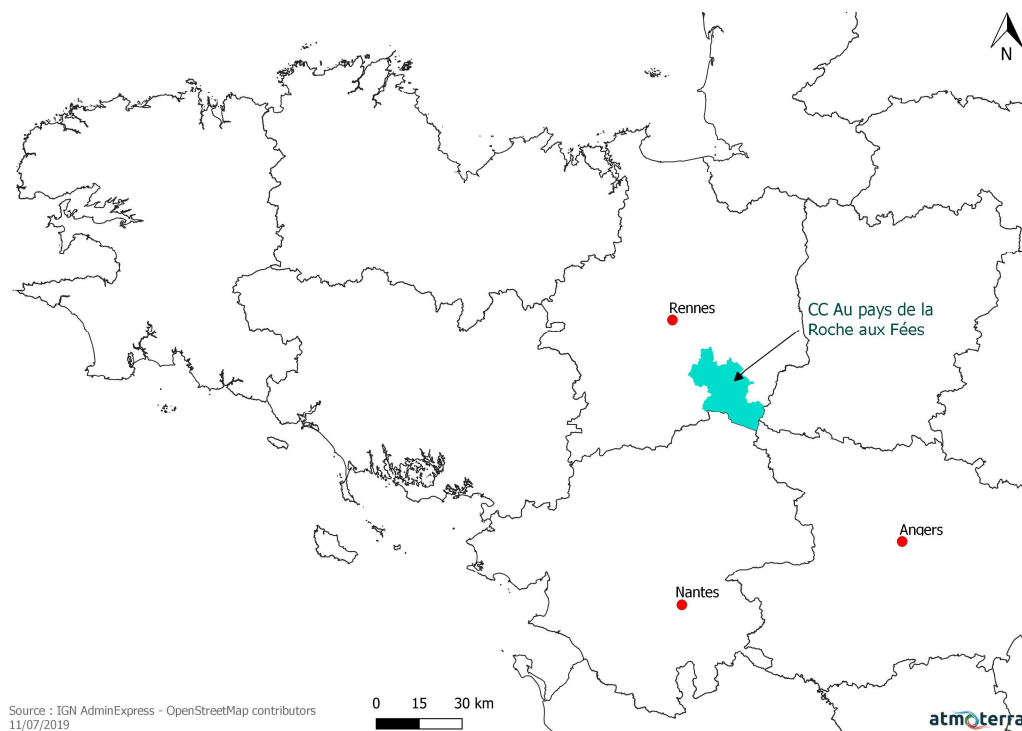 N
Rennes
CC Au pays de la
Roche aux Fées
Angers
Nantes
0 15 30 km
Source : IGN AdminExpress - OpenStreetMap contributors
11/07/2019
atmoterra